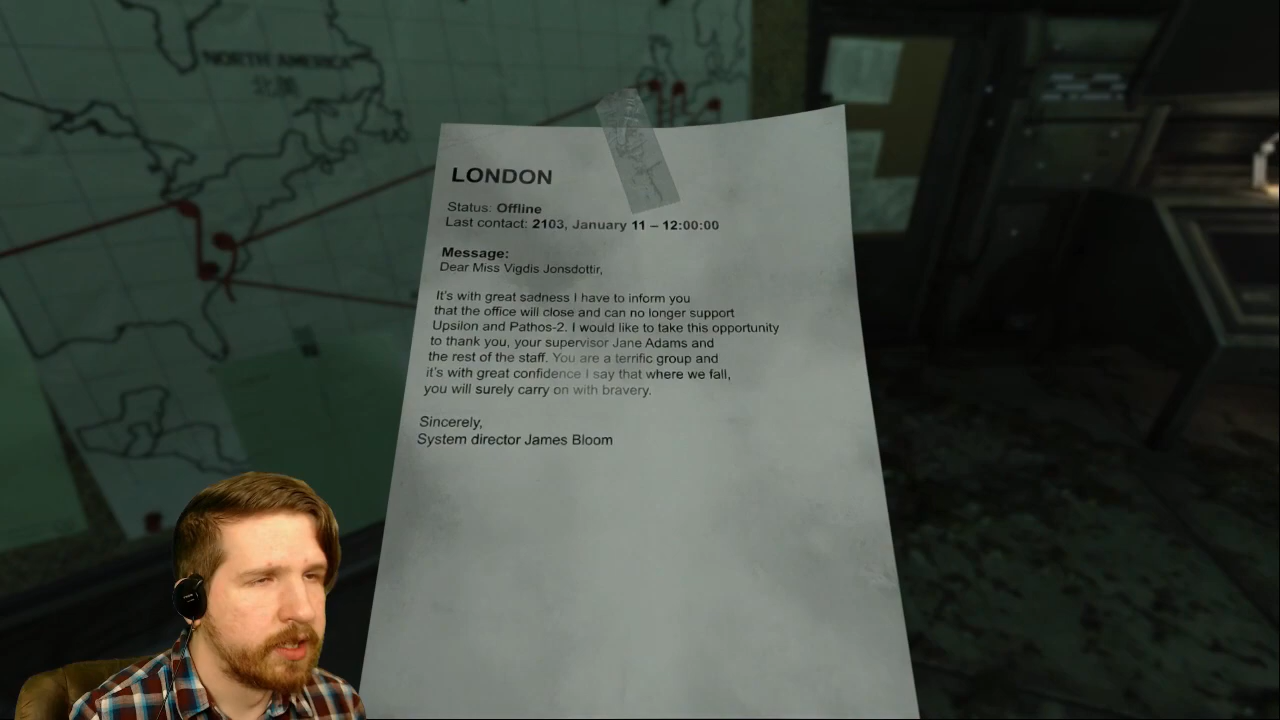 NORTH AMERICA
北美
LONDON
Status: Offline
Last contact: 2103, January 11 – 12:00:00
Message:
Dear Miss Vigdis Jonsdottir,
It's with great sadness I have to inform you
that the office will close and can no longer support
Upsilon and Pathos-2. I would like to take this opportunity
to thank you, your supervisor Jane Adams and
the rest of the staff. You are a terrific group and
it's with great confidence I say that where we fall,
you will surely carry on with bravery.
Sincerely,
System director James Bloom